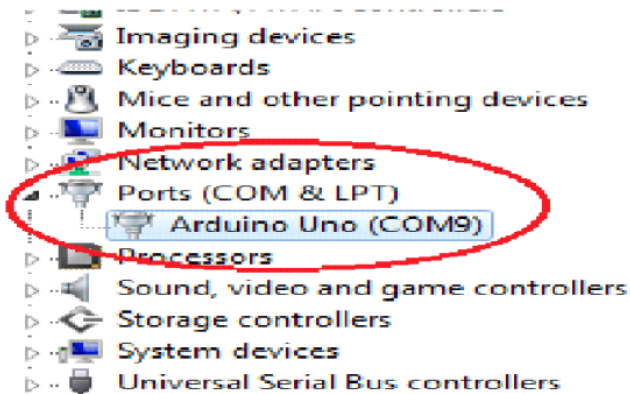 Imaging devices
Keyboards
Mice and other pointing devices
Monitors
Network adapters
Ports (COM & LPT)
Arduino Uno (COM9)
Processors
Sound, video and game controllers
Storage controllers
System devices
Universal Serial Bus controllers